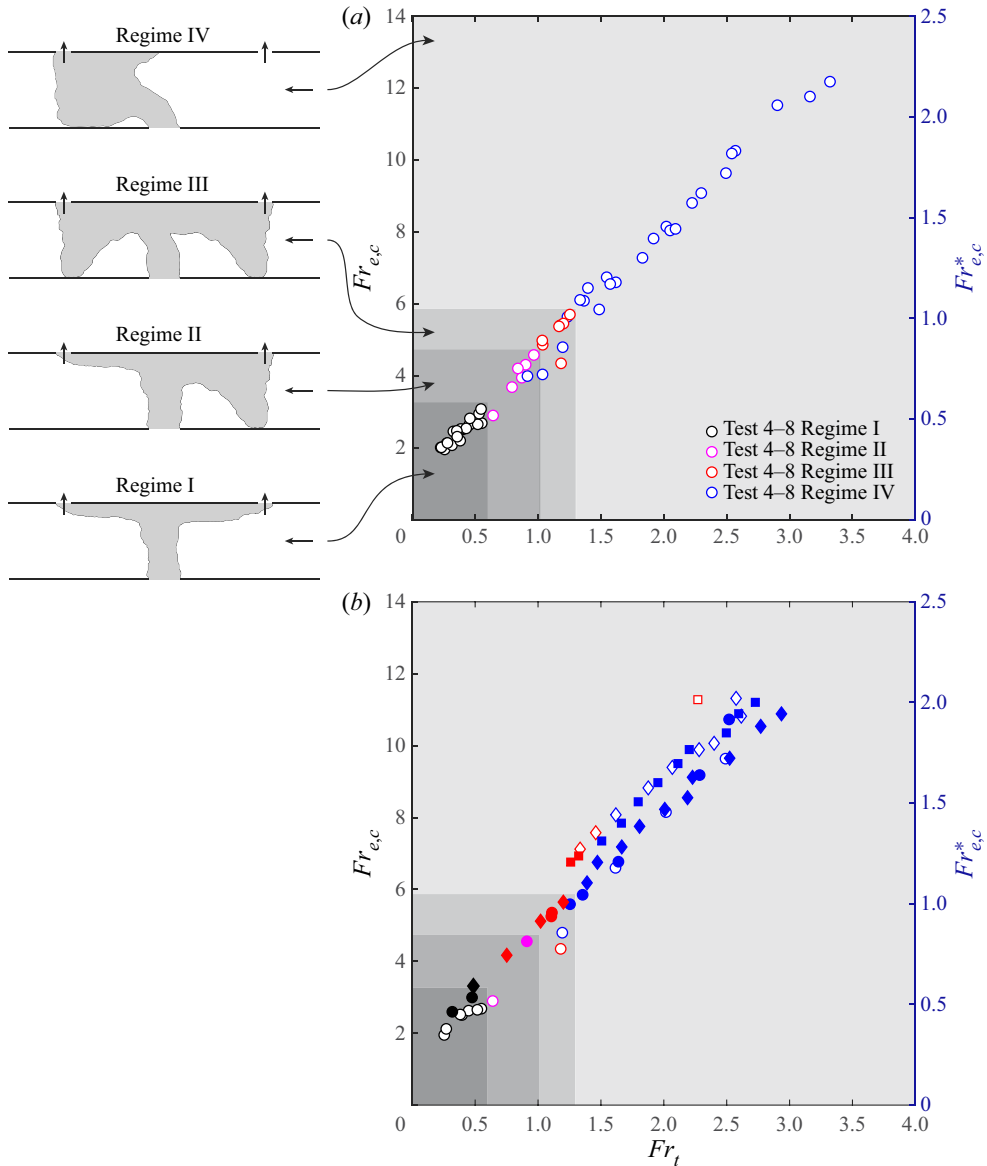 (a)
Regime IV
Regime III
Regime II
Regime I
14
12
10
8
6
4
2
0
Fr_{e,c}
2.5
2.0
1.5
1.0
0.5
0
Fr*_{e,c}
Test 4–8 Regime I
Test 4–8 Regime II
Test 4–8 Regime III
Test 4–8 Regime IV
0.5 1.0 1.5 2.0 2.5 3.0 3.5 4.0
(b)
14
12
10
8
6
4
2
0
Fr_{e,c}
2.5
2.0
1.5
1.0
0.5
0
Fr*_{e,c}
0.5 1.0 1.5 2.0 2.5 3.0 3.5 4.0
Fr_t